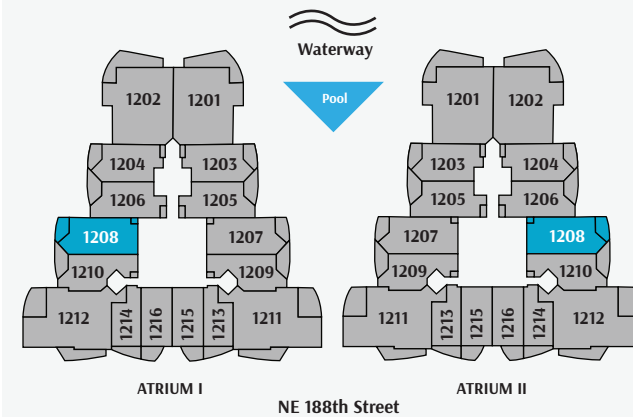 Waterway
Pool
1202 1201
1204 1203
1206 1205
1208 1207
1210 1209
1212 1214 1216 1215 1213 1211
ATRIUM I
1201 1202
1203 1204
1205 1206
1207 1208
1209 1210
1211 1213 1215 1216 1214 1212
ATRIUM II
NE 188th Street